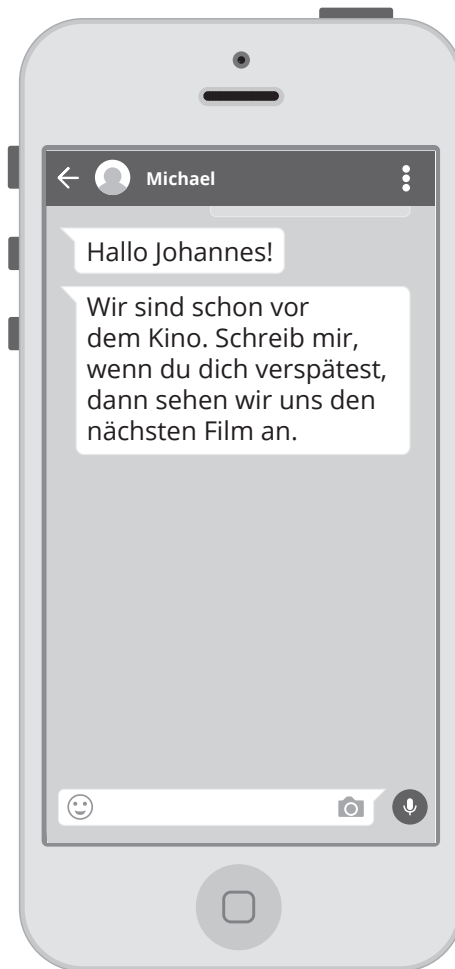 Michael
Hallo Johannes!
Wir sind schon vor
dem Kino. Schreib mir,
wenn du dich verspätest,
dann sehen wir uns den
nächsten Film an.